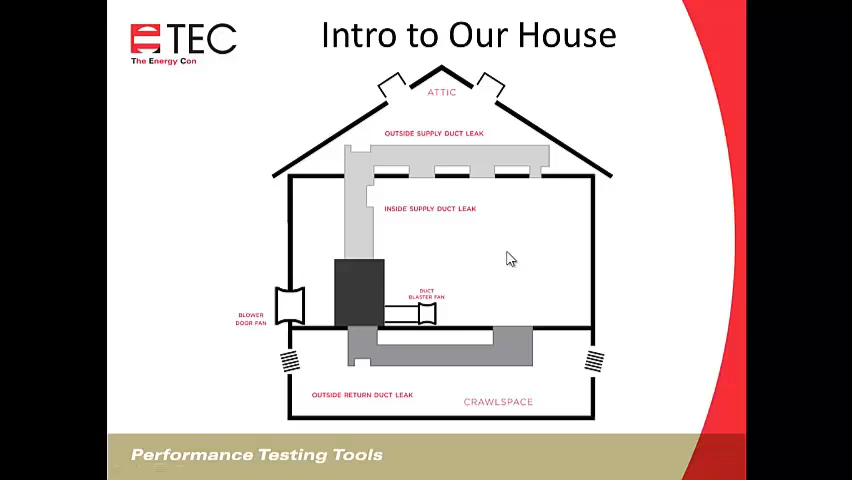 TEC
The Energy Con
Intro to Our House
ATTIC
OUTSIDE SUPPLY DUCT LEAK
INSIDE SUPPLY DUCT LEAK
DUCT
BLASTER FAN
BLOWER
DOOR FAN
OUTSIDE RETURN DUCT LEAK
CRAWLSPACE
Performance Testing Tools